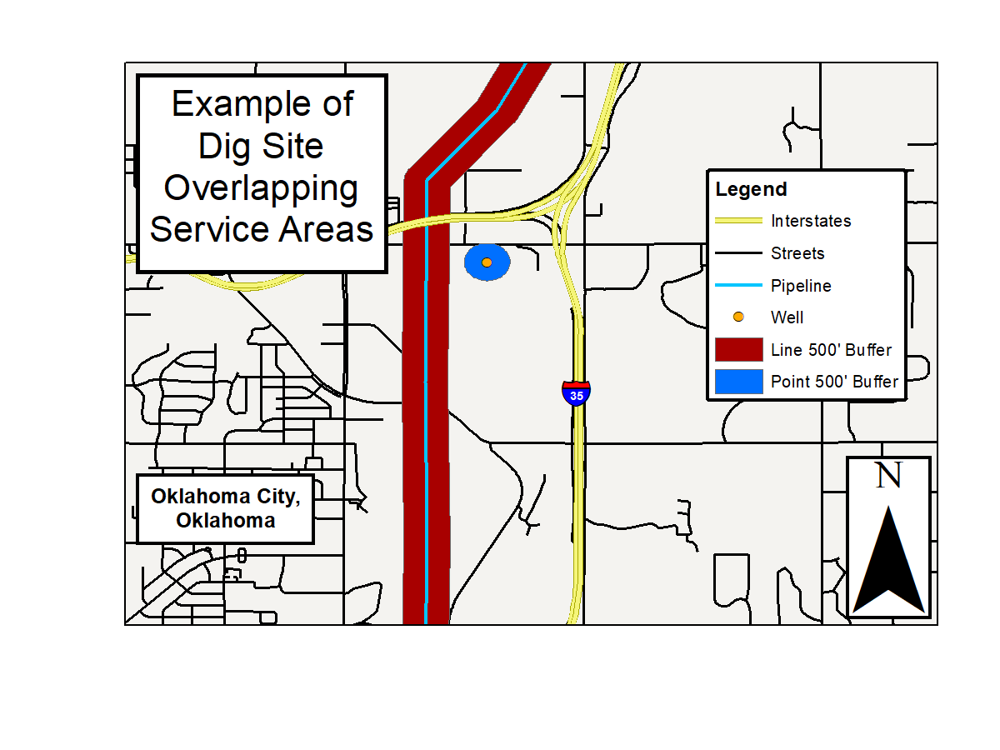 Example of
Dig Site
Overlapping
Service Areas
Legend
Interstates
Streets
Pipeline
Well
Line 500' Buffer
Point 500' Buffer
35
Oklahoma City,
Oklahoma
N